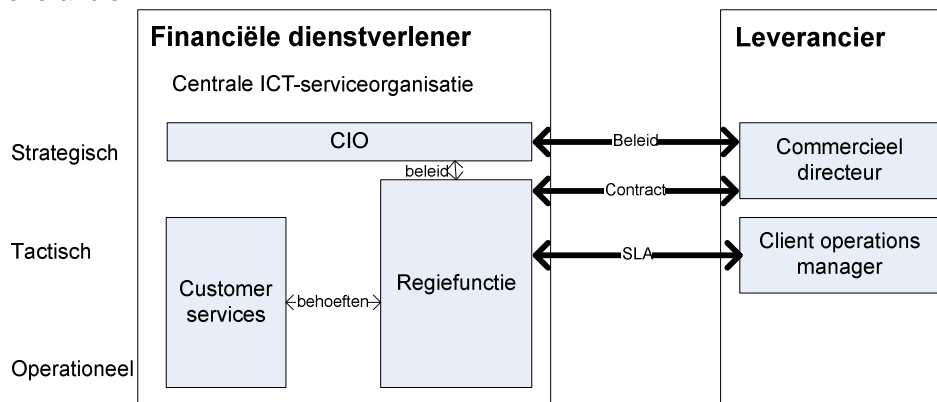 Financiële dienstverlener
Leverancier
Centrale ICT-serviceorganisatie
Strategisch
CIO
Beleid
Commercieel
directeur
beleid
Contract
Tactisch
Customer
services
behoeften
Regiefunctie
SLA
Client operations
manager
Operationeel